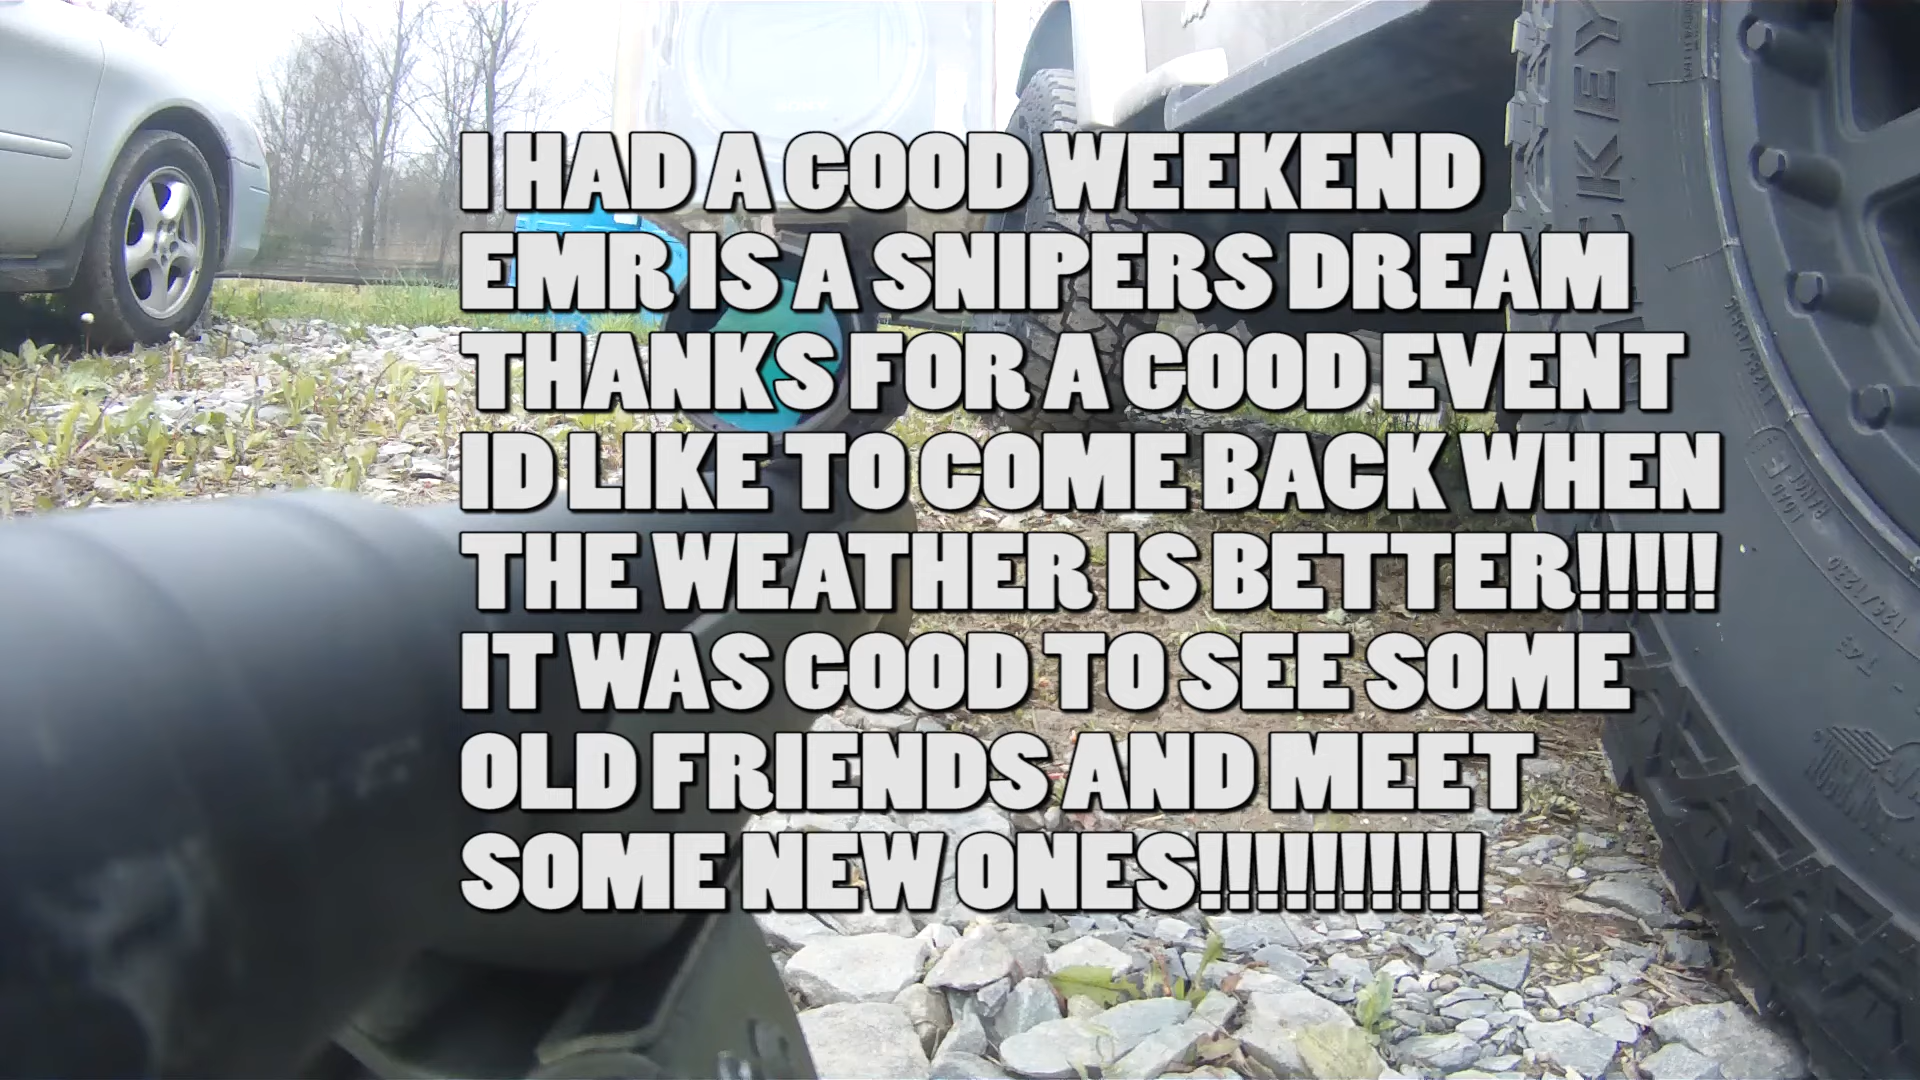 I HAD A GOOD WEEKEND
EMR IS A SNIPERS DREAM
THANKS FOR A GOOD EVENT
ID LIKE TO COME BACK WHEN
THE WEATHER IS BETTER!!!!!
IT WAS GOOD TO SEE SOME
OLD FRIENDS AND MEET
SOME NEW ONES!!!!!!!!!!